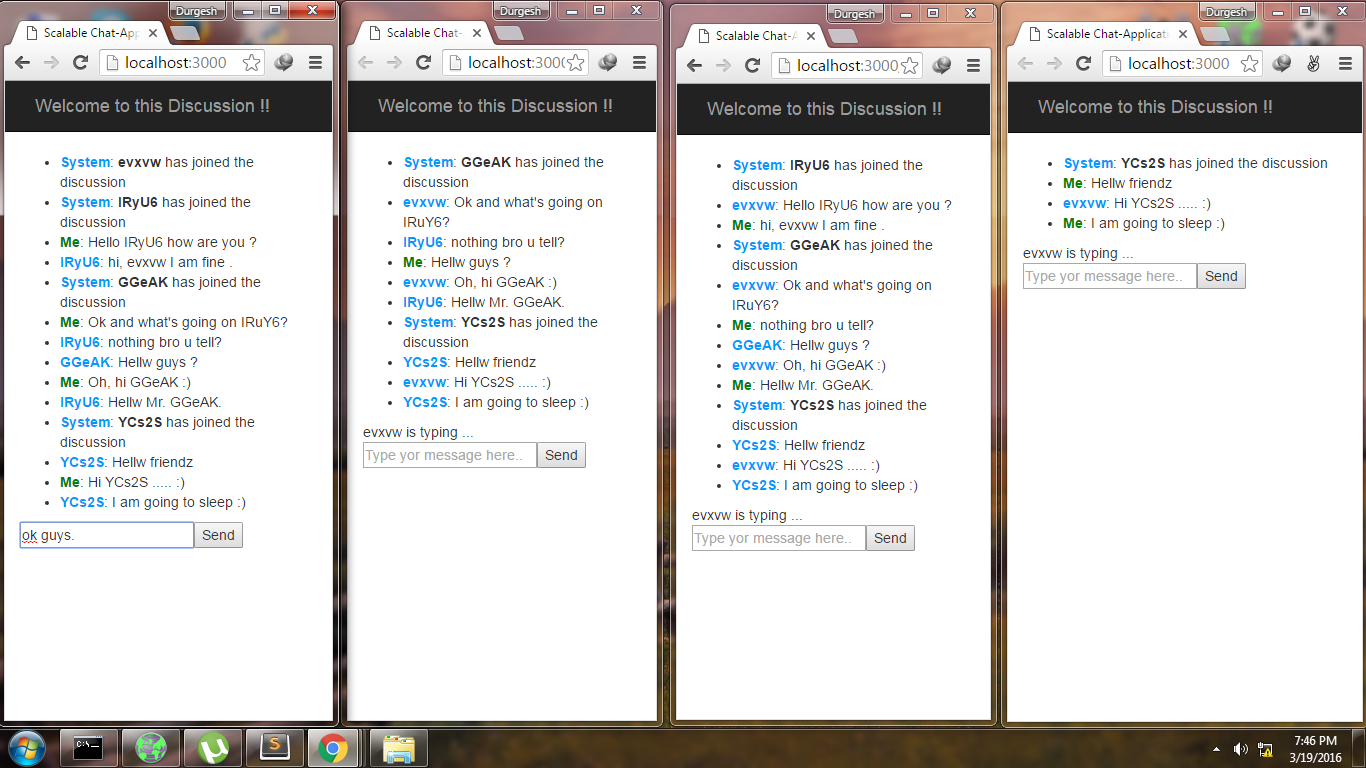 Durgesh
Scalable Chat-Ap
localhost:3000
Welcome to this Discussion !!
System: evxvw has joined the
discussion
System: IRyU6 has joined the
discussion
Me: Hello IRyU6 how are you ?
IRyU6: hi, evxvw I am fine .
System: GGeAK has joined the
discussion
Me: Ok and what's going on IRuY6?
IRyU6: nothing bro u tell?
GGeAK: Hellw guys ?
Me: Oh, hi GGeAK :)
IRyU6: Hellw Mr. GGeAK.
System: YCs2S has joined the
discussion
YCs2S: Hellw friendz
Me: Hi YCs2S ..... :)
YCs2S: I am going to sleep :)
ok guys. Send
Durgesh
Scalable Chat-
localhost:300
Welcome to this Discussion !!
System: GGeAK has joined the
discussion
evxvw: Ok and what's going on
IRuY6?
IRyU6: nothing bro u tell?
Me: Hellw guys ?
evxvw: Oh, hi GGeAK :)
IRyU6: Hellw Mr. GGeAK.
System: YCs2S has joined the
discussion
YCs2S: Hellw friendz
evxvw: Hi YCs2S ..... :)
YCs2S: I am going to sleep :)
evxvw is typing ...
Type yor message here.. Send
Durgesh
Scalable Chat-A
localhost:3000
Welcome to this Discussion !!
System: IRyU6 has joined the
discussion
evxvw: Hello IRyU6 how are you ?
Me: hi, evxvw I am fine .
System: GGeAK has joined the
discussion
evxvw: Ok and what's going on
IRuY6?
Me: nothing bro u tell?
GGeAK: Hellw guys ?
evxvw: Oh, hi GGeAK :)
Me: Hellw Mr. GGeAK.
System: YCs2S has joined the
discussion
YCs2S: Hellw friendz
evxvw: Hi YCs2S ..... :)
YCs2S: I am going to sleep :)
evxvw is typing ...
Type yor message here.. Send
Durgesh
Scalable Chat-Applicat
localhost:3000
Welcome to this Discussion !!
System: YCs2S has joined the discussion
Me: Hellw friendz
evxvw: Hi YCs2S ..... :)
Me: I am going to sleep :)
evxvw is typing ...
Type yor message here.. Send
C:\
7:46 PM
3/19/2016